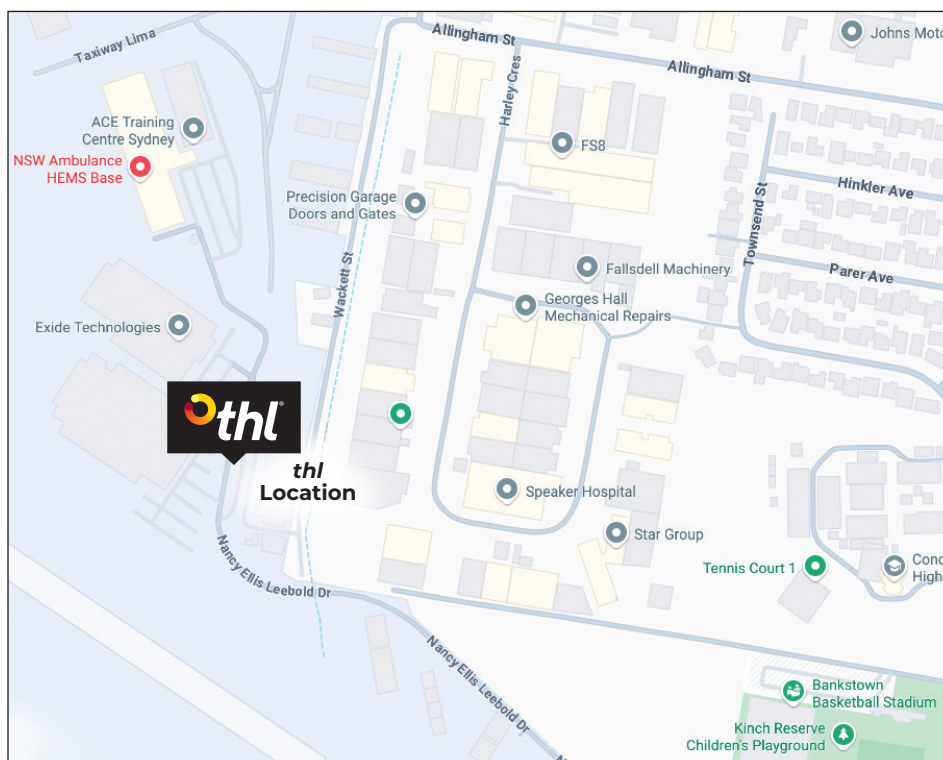 Taxiway Lima
Allingham St
Johns Moto
Allingham St
Harley Cres
ACE Training
Centre Sydney
NSW Ambulance
HEMS Base
FS8
Hinkler Ave
Precision Garage
Doors and Gates
Townsend St
Wackett St
Fallsdell Machinery
Parer Ave
Georges Hall
Mechanical Repairs
Exide Technologies
thl®
thl
Location
Speaker Hospital
Star Group
Nancy Ellis Leebold Dr
Tennis Court 1
Cond
High
Nancy Ellis Leebold Dr
Bankstown
Basketball Stadium
Kinch Reserve
Children's Playground
N